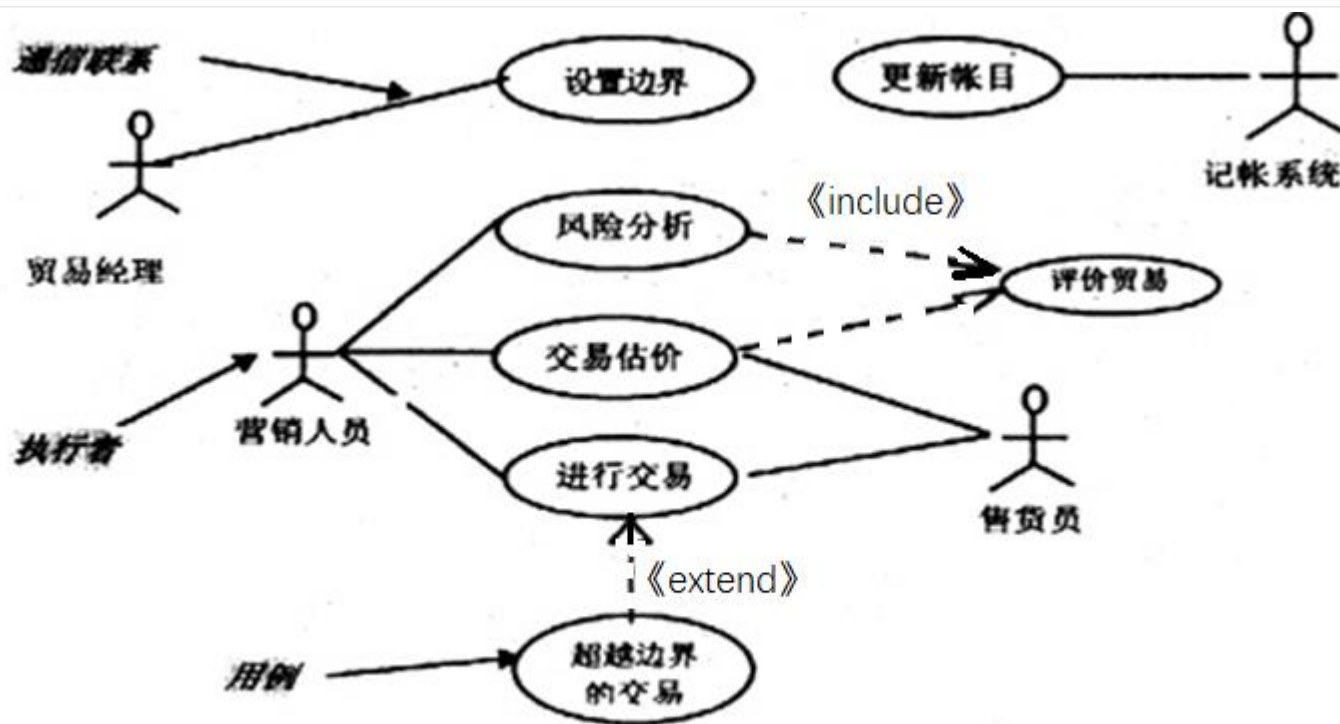 通信联系
设置边界
更新帐目
记帐系统
贸易经理
风险分析
《include》
评价贸易
交易估价
营销人员
执行者
进行交易
售货员
《extend》
超越边界
的交易
用例